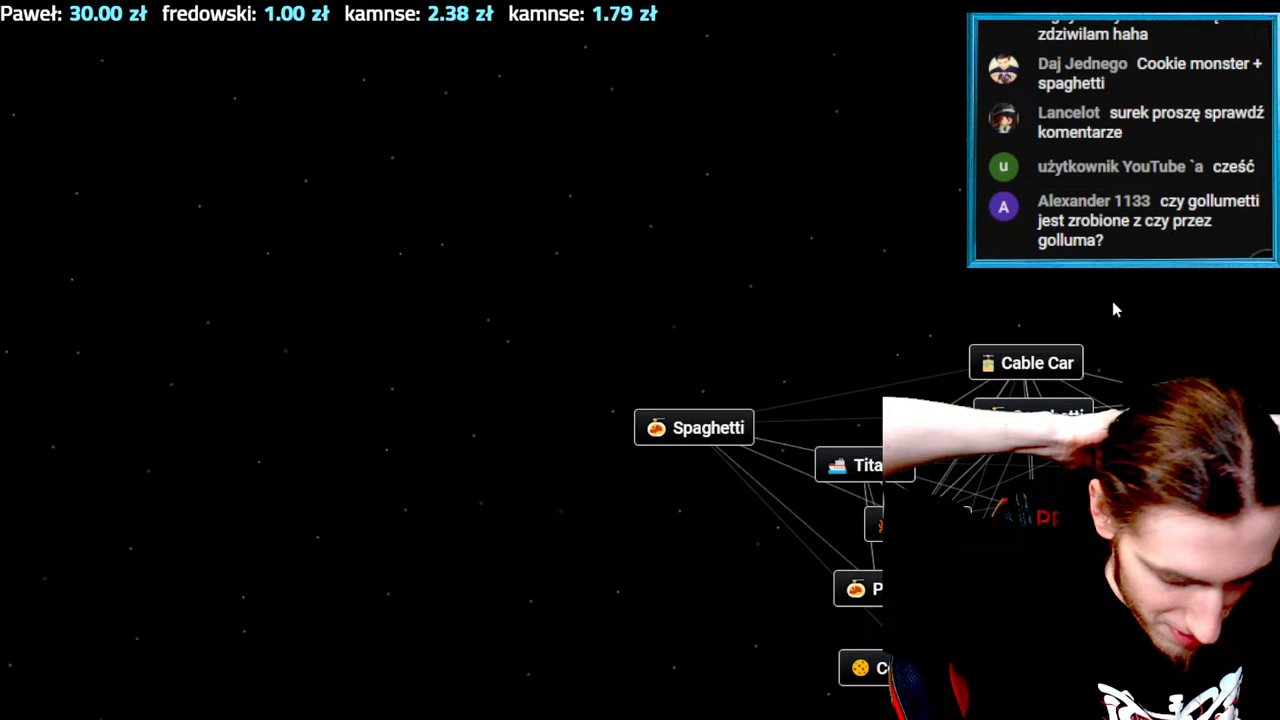 Paweł: 30.00 zł fredowski: 1.00 zł kamnse: 2.38 zł kamnse: 1.79 zł
zdziwilam haha
Daj Jednego Cookie monster +
spaghetti
Lancelot surek proszę sprawdź
komentarze
u użytkownik YouTube `a cześć
A Alexander 1133 czy gollumetti
jest zrobione z czy przez
golluma?
Cable Car
Spaghetti
Tita
P
C